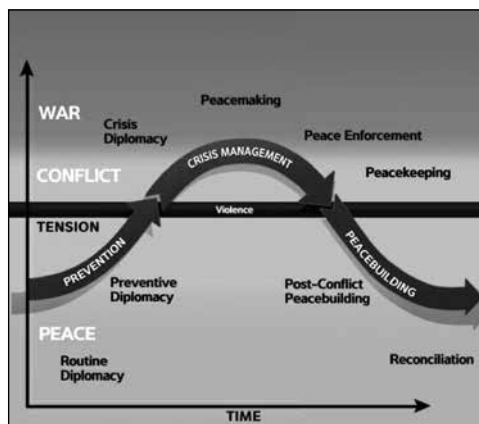 Peacemaking
WAR
Crisis
Diplomacy
Peace Enforcement
CRISIS MANAGEMENT
CONFLICT
Peacekeeping
Violence
TENSION
PREVENTION
Preventive
Diplomacy
Post-Conflict
Peacebuilding
PEACEBUILDING
PEACE
Routine
Diplomacy
Reconciliation
TIME